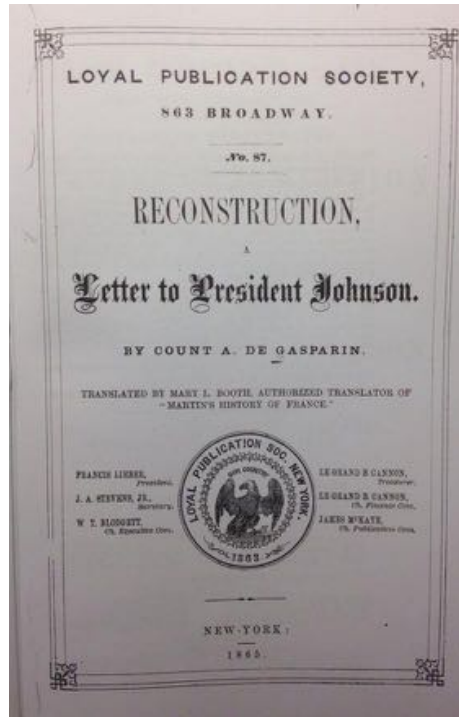 LOYAL PUBLICATION SOCIETY,
863 BROADWAY.
No. 87.
RECONSTRUCTION,
A
Letter to President Johnson.
BY COUNT A. DE GASPARIN.
TRANSLATED BY MARY L. BOOTH, AUTHORIZED TRANSLATOR OF
"MARTIN'S HISTORY OF FRANCE."
FRANCIS LIEBER,
President.
J. A. STEVENS, JR.,
Secretary.
W. T. BLODGETT,
Ch. Executive Com.
LOYAL PUBLICATION SOC. NEW YORK.
OUR COUNTRY
1863
LE GRAND B CANNON,
Treasurer.
LE GRAND B CANNON,
Ch. Finance Com.
JAMES McKAYE,
Ch. Publication Com.
NEW-YORK:
1865.